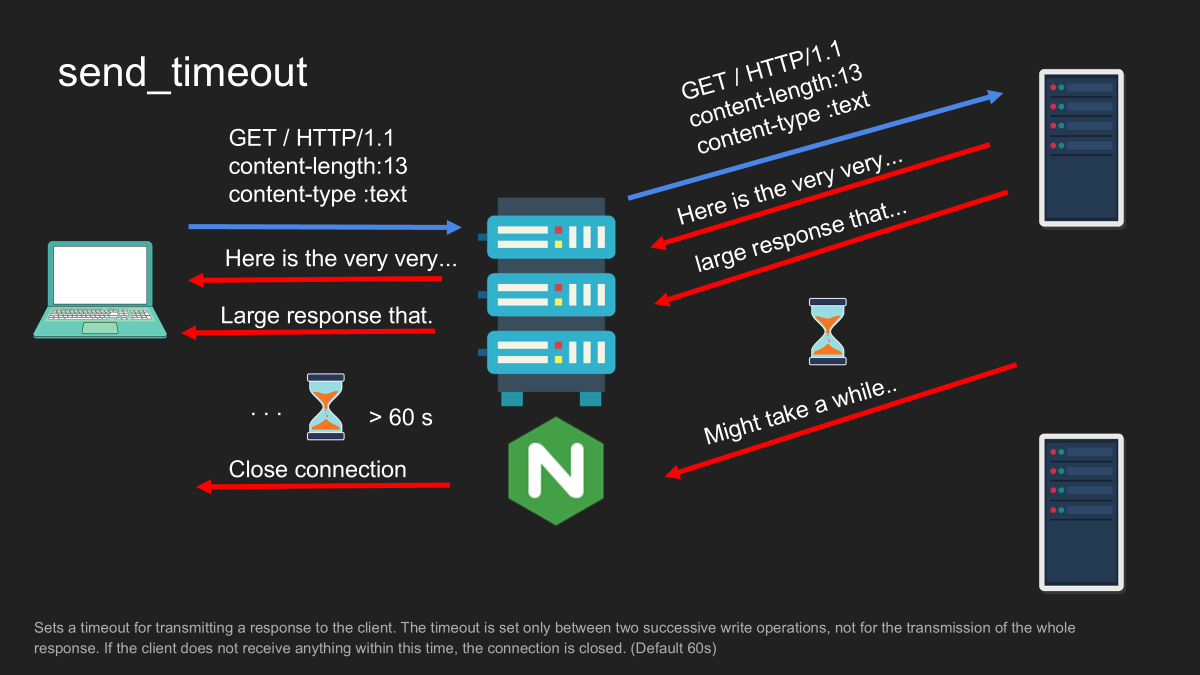 send_timeout
GET / HTTP/1.1
content-length:13
content-type :text
Here is the very very...
Large response that.
. . .
> 60 s
Close connection
GET / HTTP/1.1
content-length:13
content-type :text
Here is the very very...
large response that...
Might take a while..
N
Sets a timeout for transmitting a response to the client. The timeout is set only between two successive write operations, not for the transmission of the whole
response. If the client does not receive anything within this time, the connection is closed. (Default 60s)